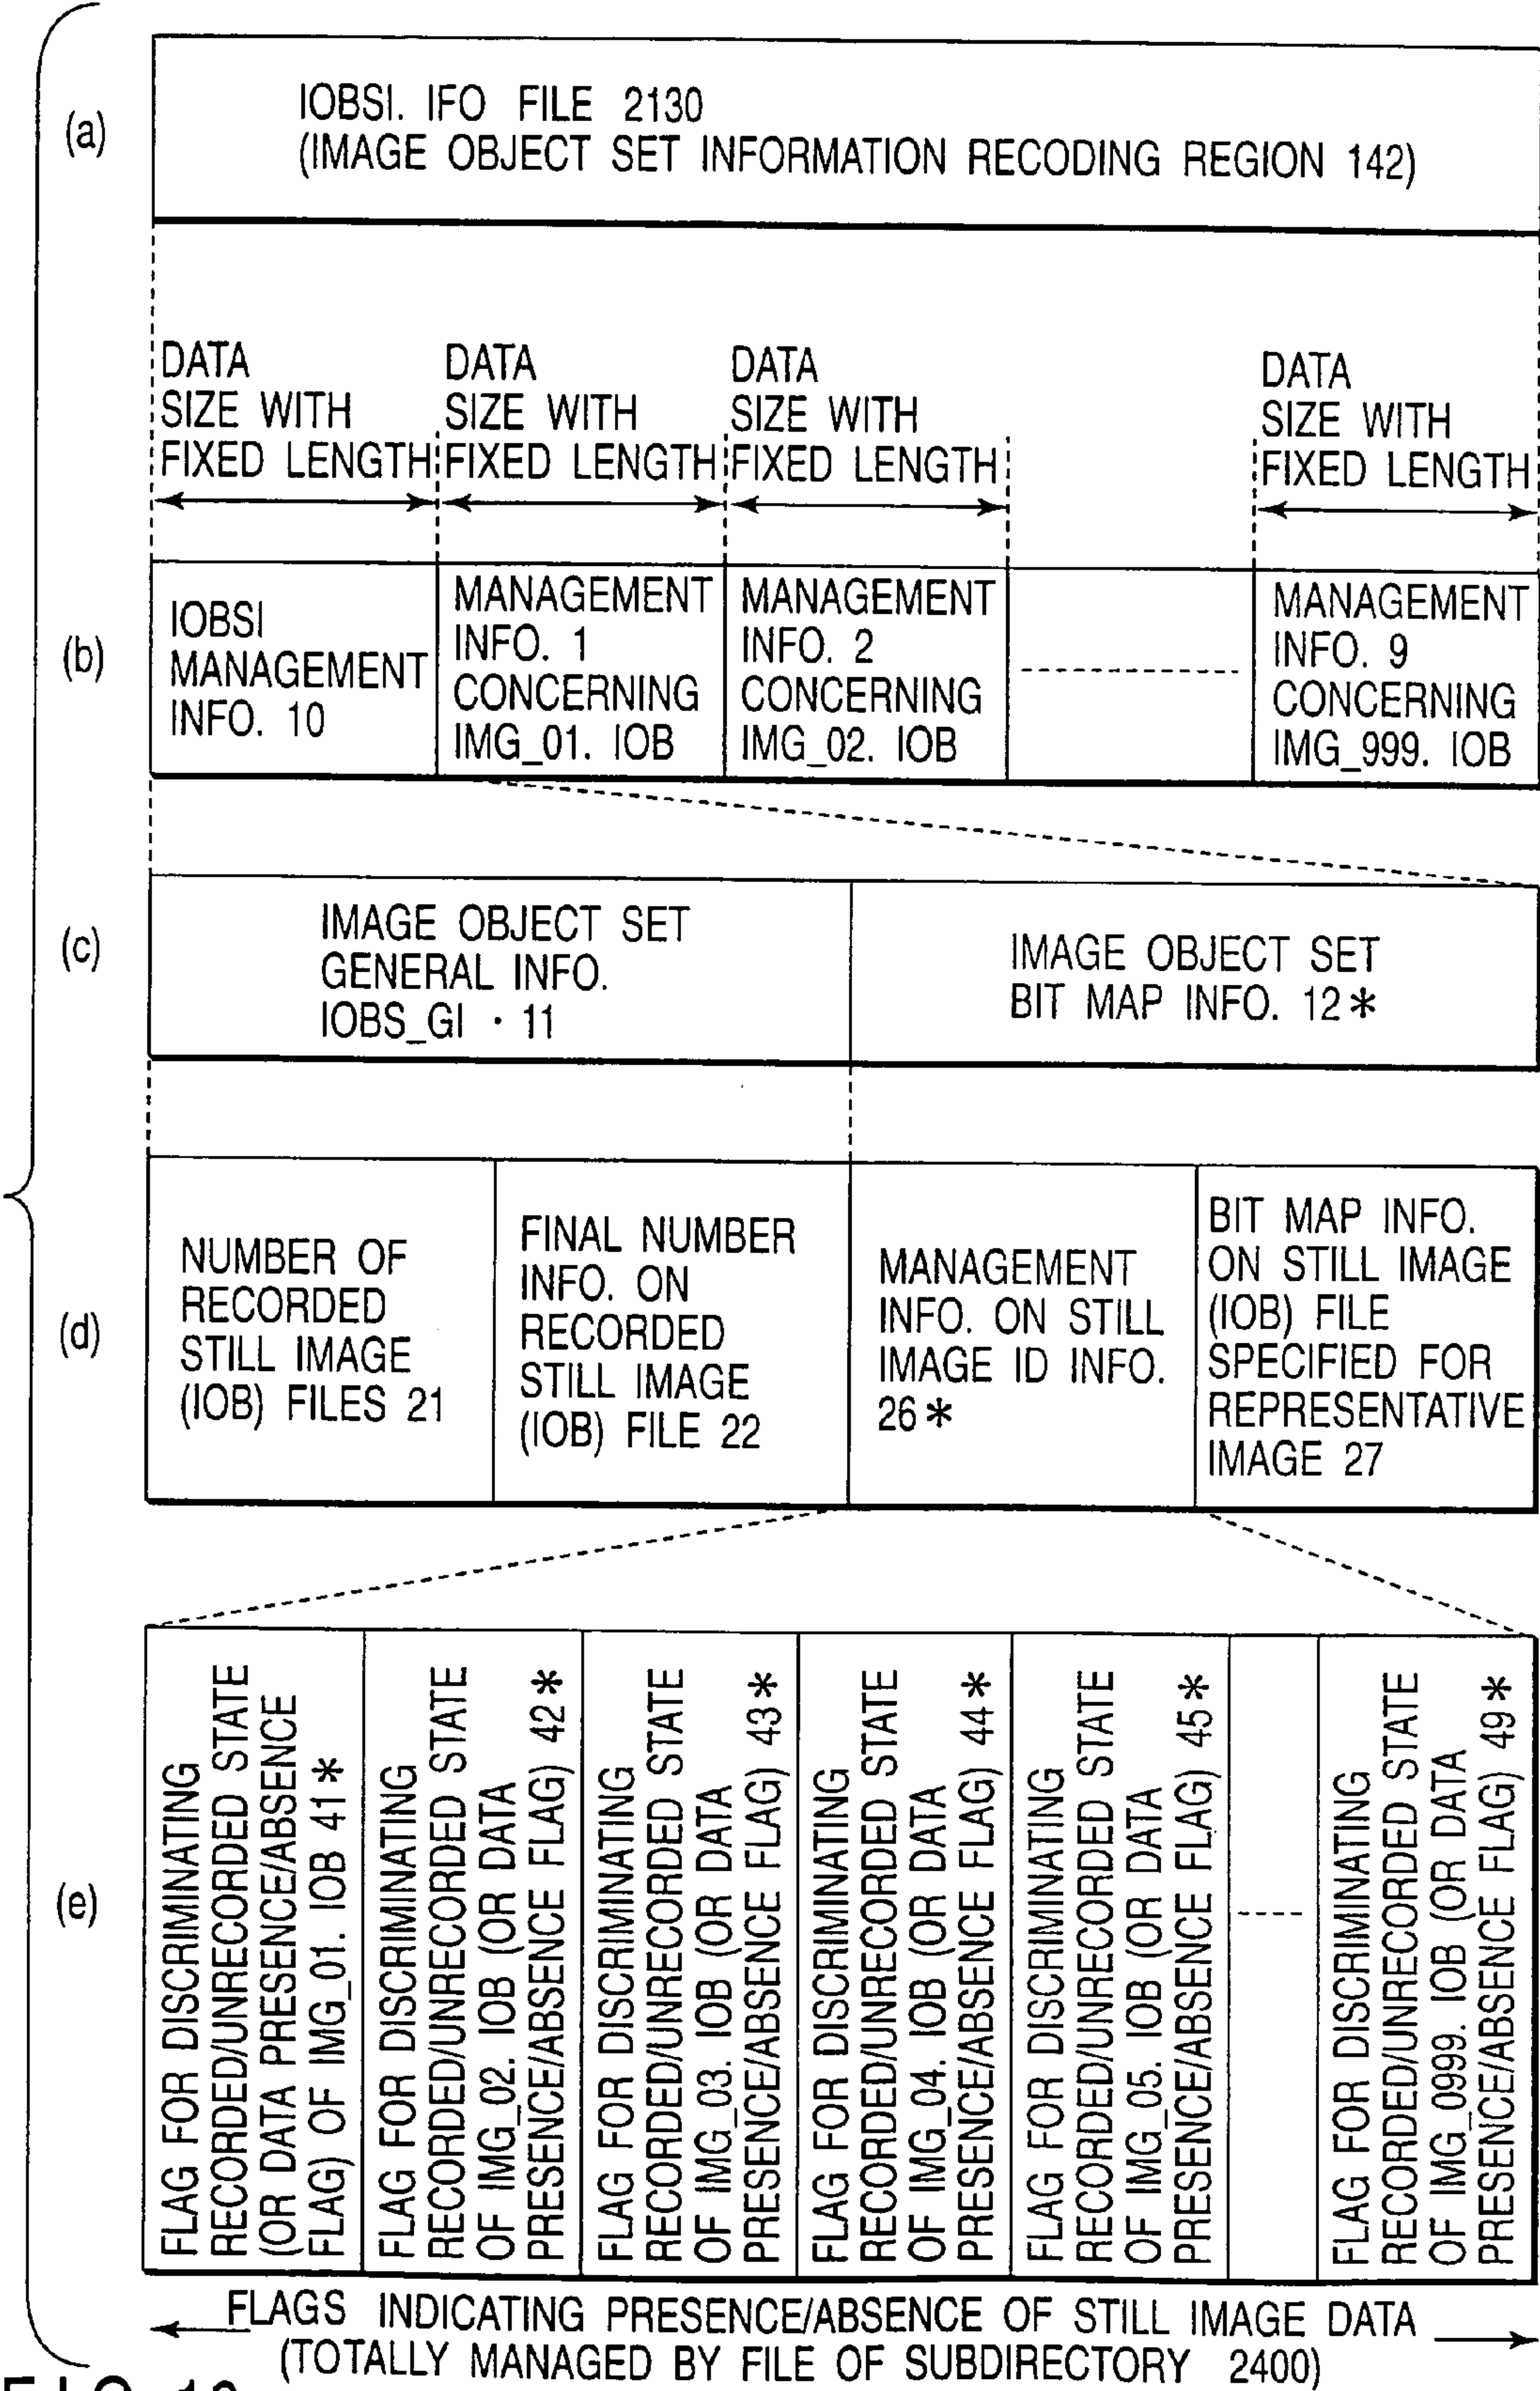 (a)
IOBSI. IFO FILE 2130
(IMAGE OBJECT SET INFORMATION RECODING REGION 142)
DATA
SIZE WITH
FIXED LENGTH
DATA
SIZE WITH
FIXED LENGTH
DATA
SIZE WITH
FIXED LENGTH
DATA
SIZE WITH
FIXED LENGTH
(b)
IOBSI
MANAGEMENT
INFO. 10
MANAGEMENT
INFO. 1
CONCERNING
IMG_01. IOB
MANAGEMENT
INFO. 2
CONCERNING
IMG_02. IOB
MANAGEMENT
INFO. 9
CONCERNING
IMG_999. IOB
(c)
IMAGE OBJECT SET
GENERAL INFO.
IOBS_GI · 11
IMAGE OBJECT SET
BIT MAP INFO. 12*
(d)
NUMBER OF
RECORDED
STILL IMAGE
(IOB) FILES 21
FINAL NUMBER
INFO. ON
RECORDED
STILL IMAGE
(IOB) FILE 22
MANAGEMENT
INFO. ON STILL
IMAGE ID INFO.
26*
BIT MAP INFO.
ON STILL IMAGE
(IOB) FILE
SPECIFIED FOR
REPRESENTATIVE
IMAGE 27
(e)
FLAG FOR DISCRIMINATING
RECORDED/UNRECORDED STATE
(OR DATA PRESENCE/ABSENCE
FLAG) OF IMG_01. IOB 41*
FLAG FOR DISCRIMINATING
RECORDED/UNRECORDED STATE
OF IMG_02. IOB (OR DATA
PRESENCE/ABSENCE FLAG) 42*
FLAG FOR DISCRIMINATING
RECORDED/UNRECORDED STATE
OF IMG_03. IOB (OR DATA
PRESENCE/ABSENCE FLAG) 43*
FLAG FOR DISCRIMINATING
RECORDED/UNRECORDED STATE
OF IMG_04. IOB (OR DATA
PRESENCE/ABSENCE FLAG) 44*
FLAG FOR DISCRIMINATING
RECORDED/UNRECORDED STATE
OF IMG_05. IOB (OR DATA
PRESENCE/ABSENCE FLAG) 45*
FLAG FOR DISCRIMINATING
RECORDED/UNRECORDED STATE
OF IMG_0999. IOB (OR DATA
PRESENCE/ABSENCE FLAG) 49*
FLAGS INDICATING PRESENCE/ABSENCE OF STILL IMAGE DATA
(TOTALLY MANAGED BY FILE OF SUBDIRECTORY 2400)